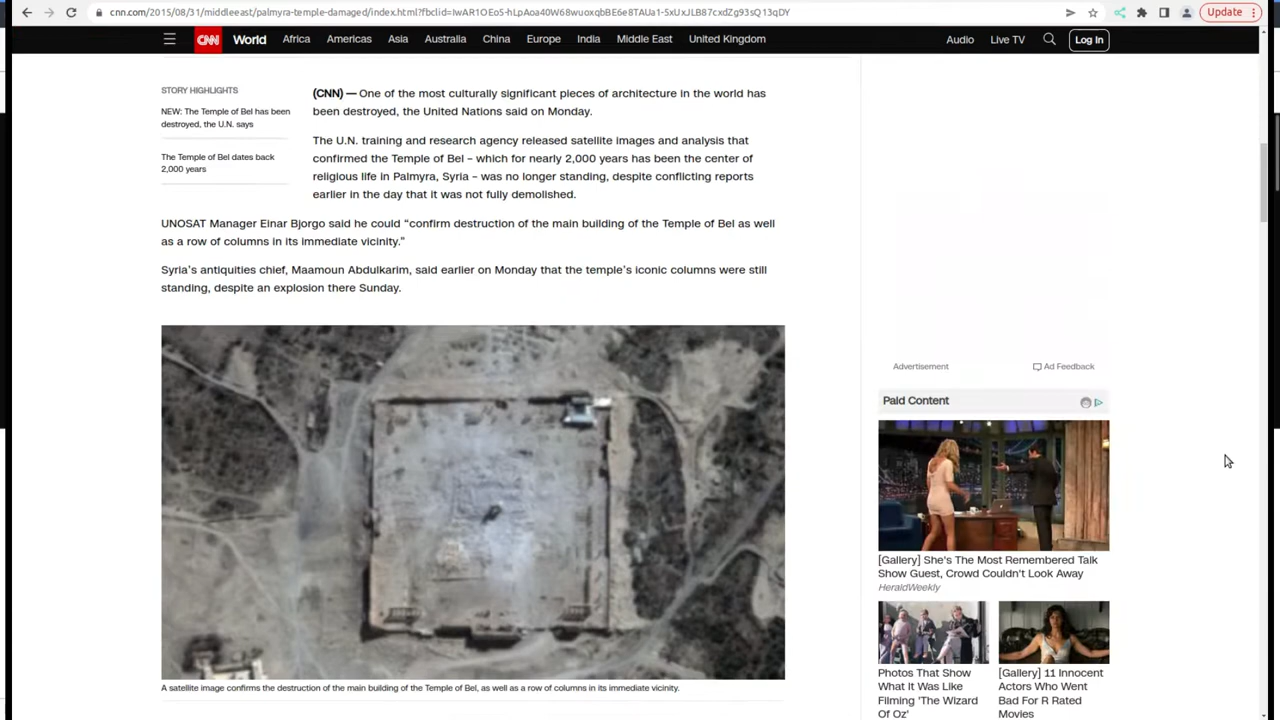 cnn.com/2015/08/31/middleeast/palmyra-temple-damaged/index.html?fbclid=IwAR1OEo5-hLpAoa40W68wuoxqbBE6e8TAUa1-5xUxJLB87cxdZg93sQ13qDY
Update
CNN World Africa Americas Asia Australia China Europe India Middle East United Kingdom Audio Live TV Log In
STORY HIGHLIGHTS
NEW: The Temple of Bel has been
destroyed, the U.N. says
The Temple of Bel dates back
2,000 years
(CNN) — One of the most culturally significant pieces of architecture in the world has
been destroyed, the United Nations said on Monday.
The U.N. training and research agency released satellite images and analysis that
confirmed the Temple of Bel – which for nearly 2,000 years has been the center of
religious life in Palmyra, Syria – was no longer standing, despite conflicting reports
earlier in the day that it was not fully demolished.
UNOSAT Manager Einar Bjorgo said he could “confirm destruction of the main building of the Temple of Bel as well
as a row of columns in its immediate vicinity.”
Syria’s antiquities chief, Maamoun Abdulkarim, said earlier on Monday that the temple’s iconic columns were still
standing, despite an explosion there Sunday.
A satellite image confirms the destruction of the main building of the Temple of Bel, as well as a row of columns in its immediate vicinity.
Advertisement
Ad Feedback
Paid Content
[Gallery] She's The Most Remembered Talk
Show Guest, Crowd Couldn't Look Away
HeraldWeekly
Photos That Show
What It Was Like
Filming 'The Wizard
Of Oz'
[Gallery] 11 Innocent
Actors Who Went
Bad For R Rated
Movies